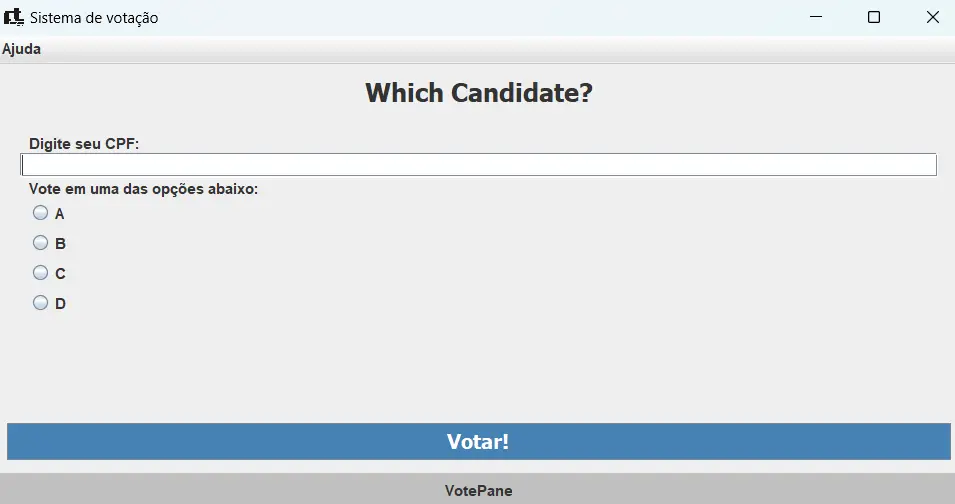 Sistema de votação
Ajuda
Which Candidate?
Digite seu CPF:
Vote em uma das opções abaixo:
A
B
C
D
Votar!
VotePane